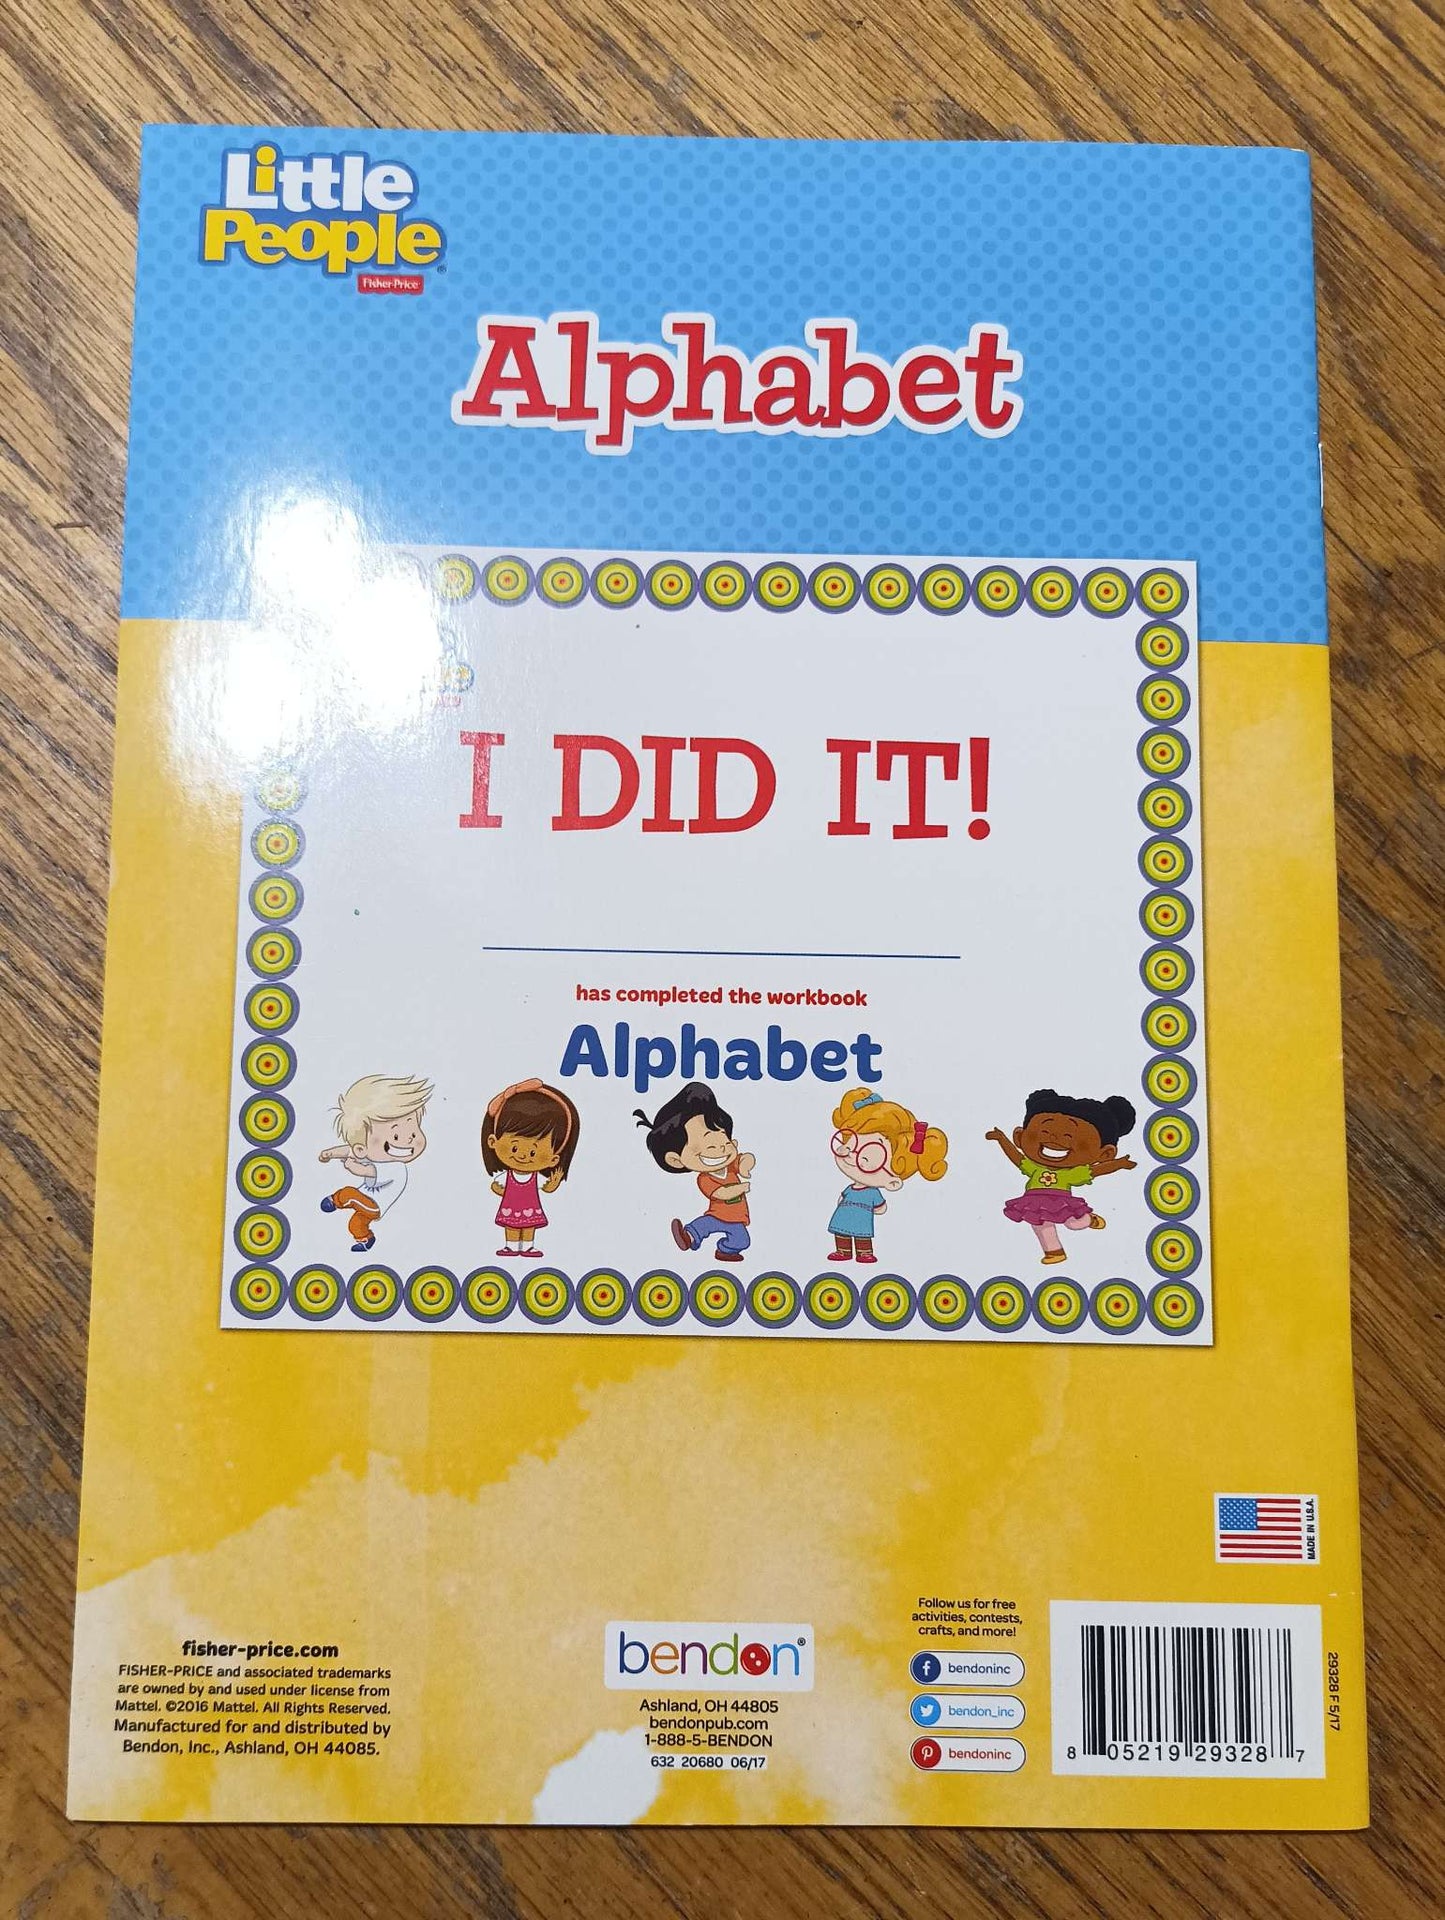 Little
People®
Fisher-Price
Alphabet
I DID IT!
has completed the workbook
Alphabet
MADE IN U.S.A.
fisher-price.com
FISHER-PRICE and associated trademarks
are owned by and used under license from
Mattel. ©2016 Mattel. All Rights Reserved.
Manufactured for and distributed by
Bendon, Inc., Ashland, OH 44085.
bendon®
Ashland, OH 44805
bendonpub.com
1-888-5-BENDON
632 20680 06/17
Follow us for free
activities, contests,
crafts, and more!
bendoninc
bendon_inc
bendoninc
8 05219 29328 7
29328 F 5/17